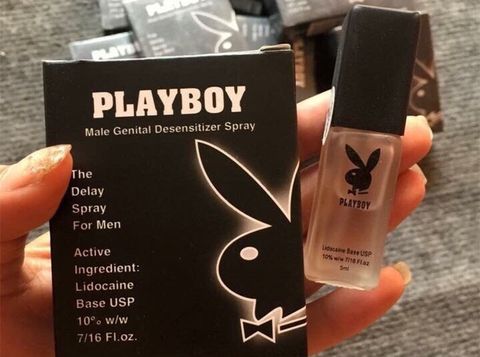 PLAYBOY
Male Genital Desensitizer Spray
The
Delay
Spray
For Men
Active
Ingredient:
Lidocaine
Base USP
10% w/w
7/16 Fl.oz.
PLAYBOY
Lidocaine Base USP
10% w/w 7/16 Fl.oz
5ml